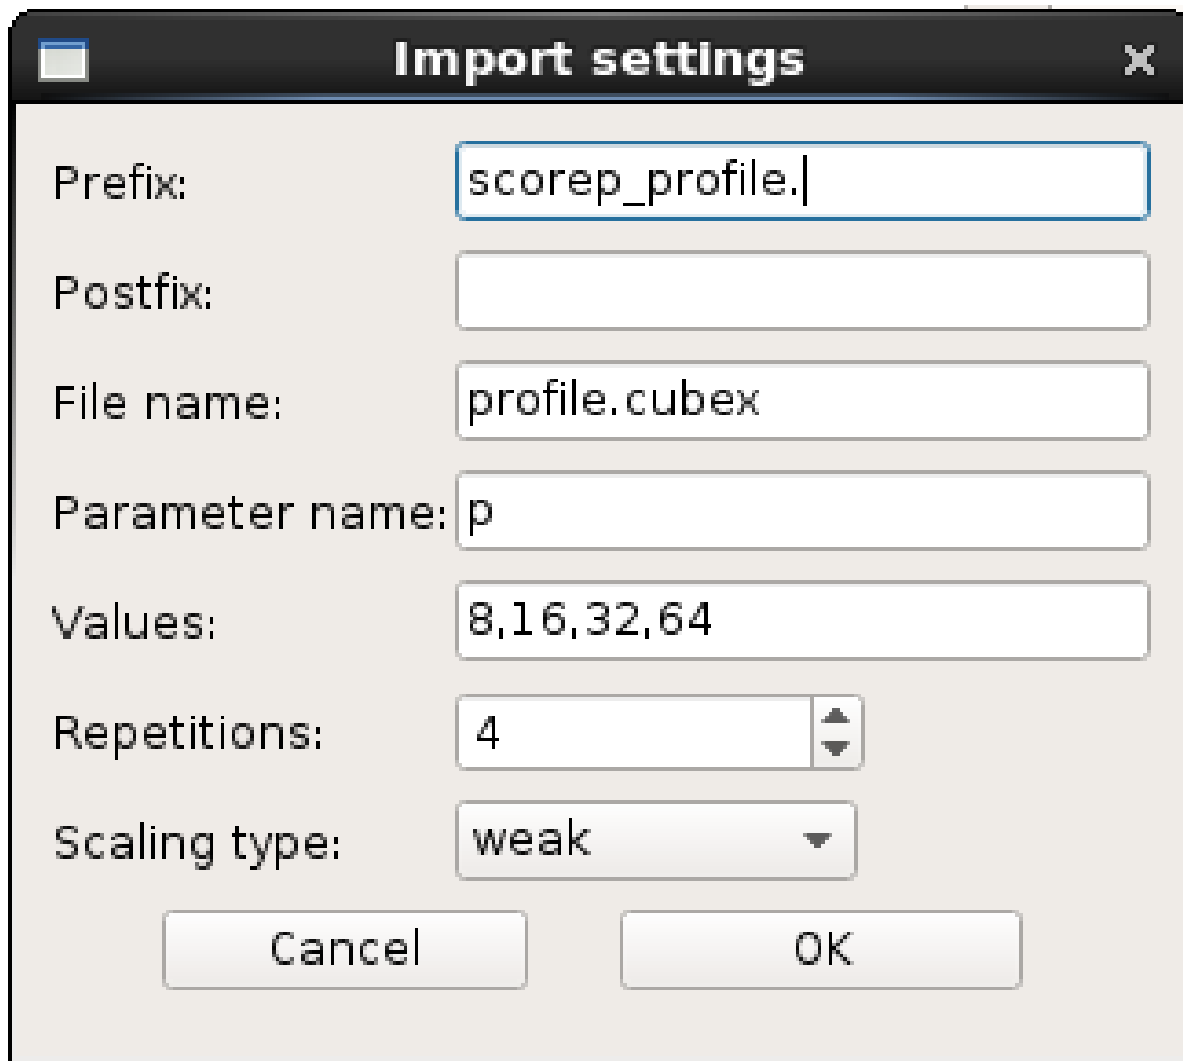 Import settings
Prefix: scorep_profile.
Postfix:
File name: profile.cubex
Parameter name: p
Values: 8,16,32,64
Repetitions: 4
Scaling type: weak
Cancel OK